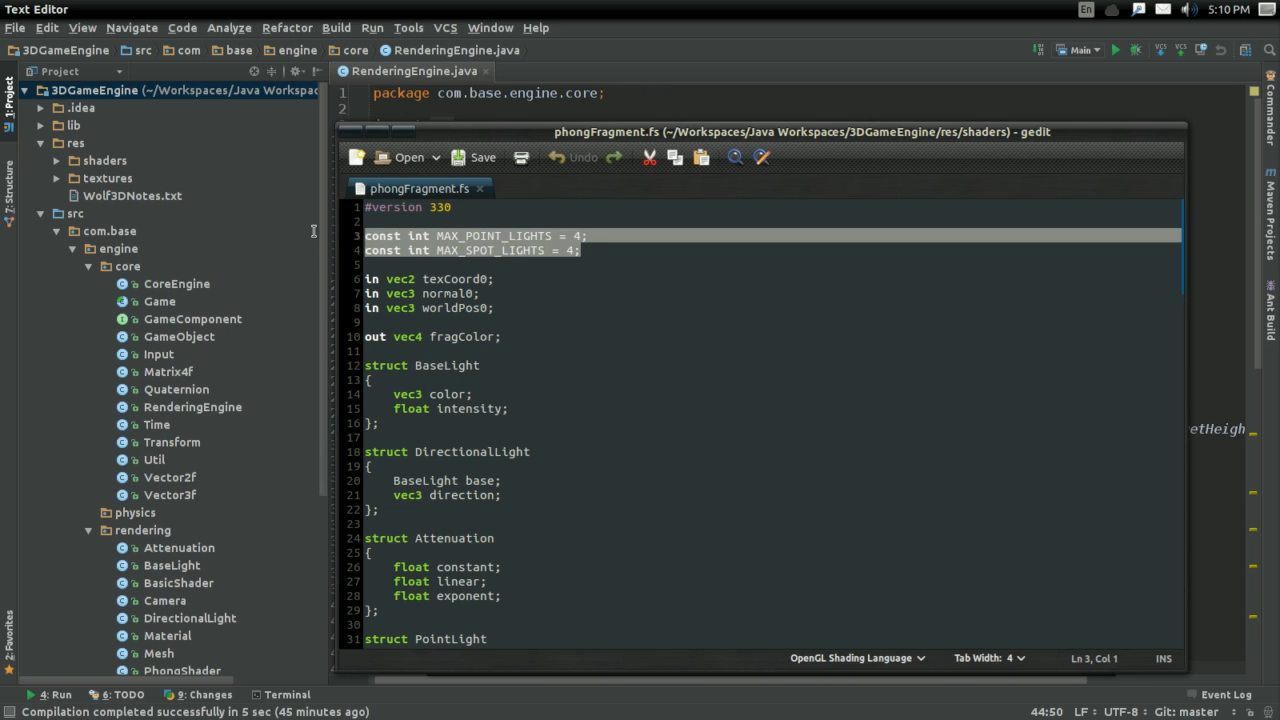 Text Editor
En
5:10 PM
File Edit View Navigate Code Analyze Refactor Build Run Tools VCS Window Help
3DGameEngine src com base engine core RenderingEngine.java
Main
VCS VCS
Project
RenderingEngine.java ×
1: Project
7: Structure
2: Favorites
3DGameEngine (~/Workspaces/Java Workspac
.idea
lib
res
shaders
textures
Wolf3DNotes.txt
src
com.base
engine
core
CoreEngine
Game
GameComponent
GameObject
Input
Matrix4f
Quaternion
RenderingEngine
Time
Transform
Util
Vector2f
Vector3f
physics
rendering
Attenuation
BaseLight
BasicShader
Camera
DirectionalLight
Material
Mesh
PhongShader
1 package com.base.engine.core;
2
phongFragment.fs (~/Workspaces/Java Workspaces/3DGameEngine/res/shaders) - gedit
Open Save Undo
phongFragment.fs ×
1 #version 330
2
3 const int MAX_POINT_LIGHTS = 4;
4 const int MAX_SPOT_LIGHTS = 4;
5
6 in vec2 texCoord0;
7 in vec3 normal0;
8 in vec3 worldPos0;
9
10 out vec4 fragColor;
11
12 struct BaseLight
13 {
14 vec3 color;
15 float intensity;
16 };
17
18 struct DirectionalLight
19 {
20 BaseLight base;
21 vec3 direction;
22 };
23
24 struct Attenuation
25 {
26 float constant;
27 float linear;
28 float exponent;
29 };
30
31 struct PointLight
OpenGL Shading Language Tab Width: 4 Ln 3, Col 1 INS
etHeigh
Commander
Maven Projects
Ant Build
4: Run 6: TODO 9: Changes Terminal Event Log
Compilation completed successfully in 5 sec (45 minutes ago) 44:50 LF UTF-8 Git: master